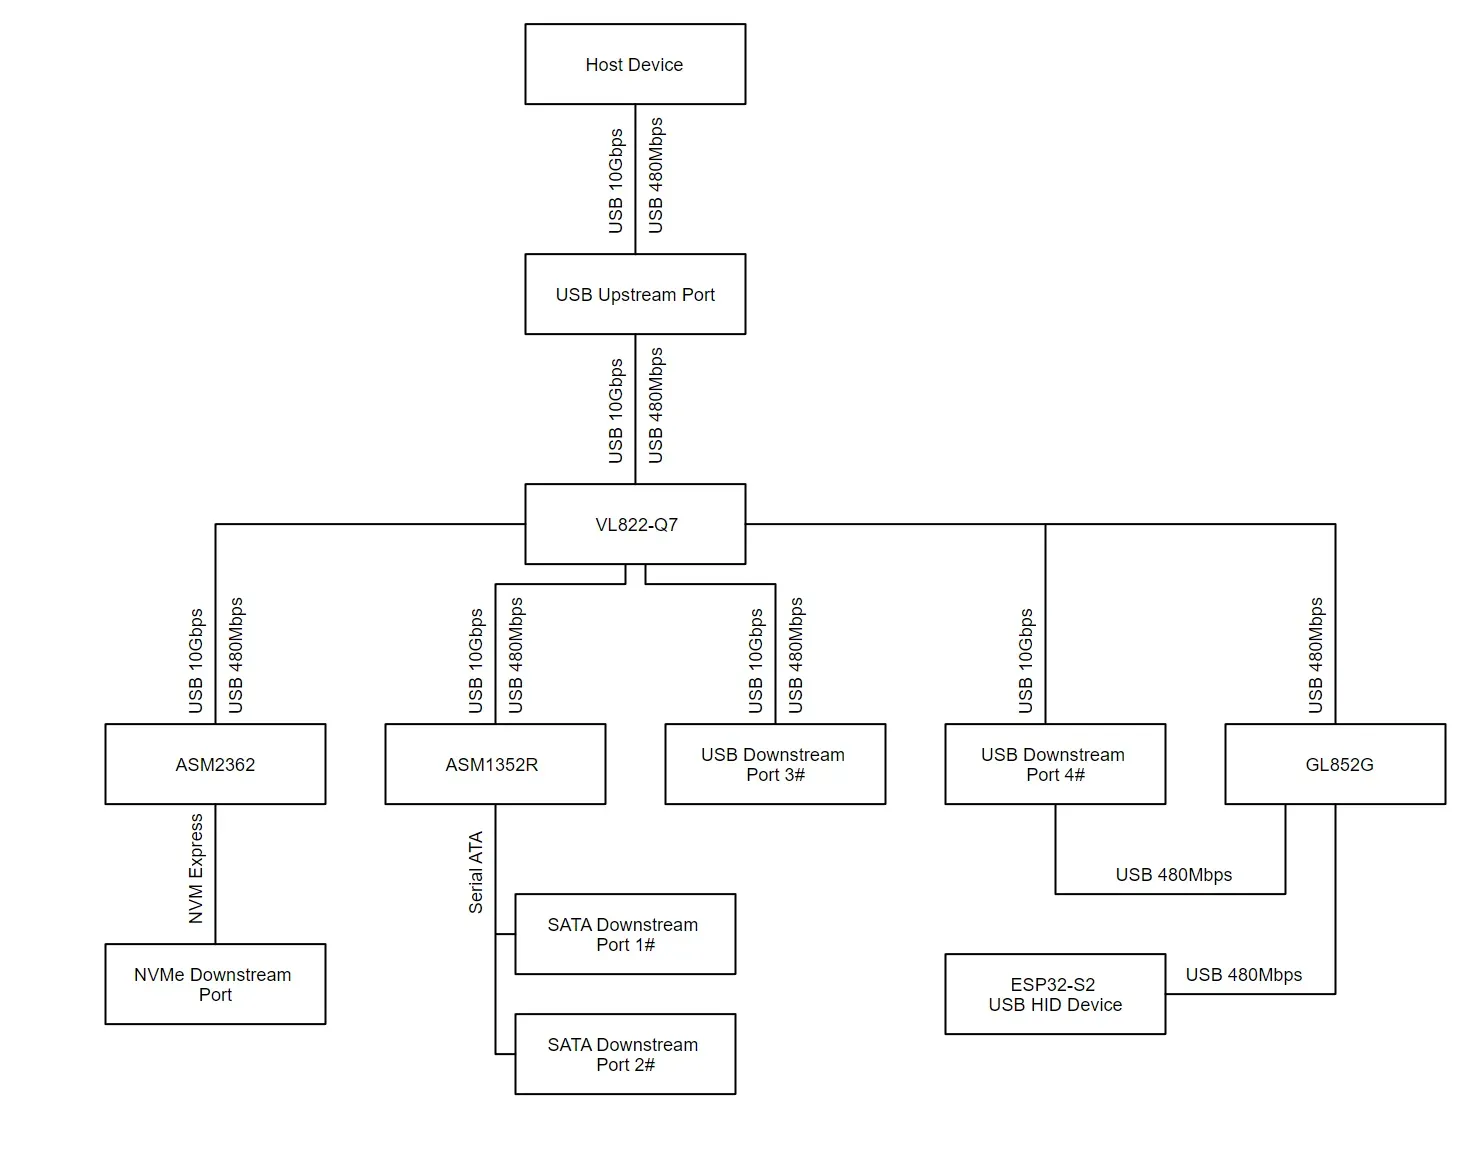 Host Device
USB 10Gbps
USB 480Mbps
USB Upstream Port
USB 10Gbps
USB 480Mbps
VL822-Q7
USB 10Gbps
USB 480Mbps
USB 10Gbps
USB 480Mbps
USB 10Gbps
USB 480Mbps
USB 10Gbps
USB 480Mbps
ASM2362
ASM1352R
USB Downstream
Port 3#
USB Downstream
Port 4#
GL852G
NVM Express
Serial ATA
USB 480Mbps
SATA Downstream
Port 1#
NVMe Downstream
Port
ESP32-S2
USB HID Device
USB 480Mbps
SATA Downstream
Port 2#